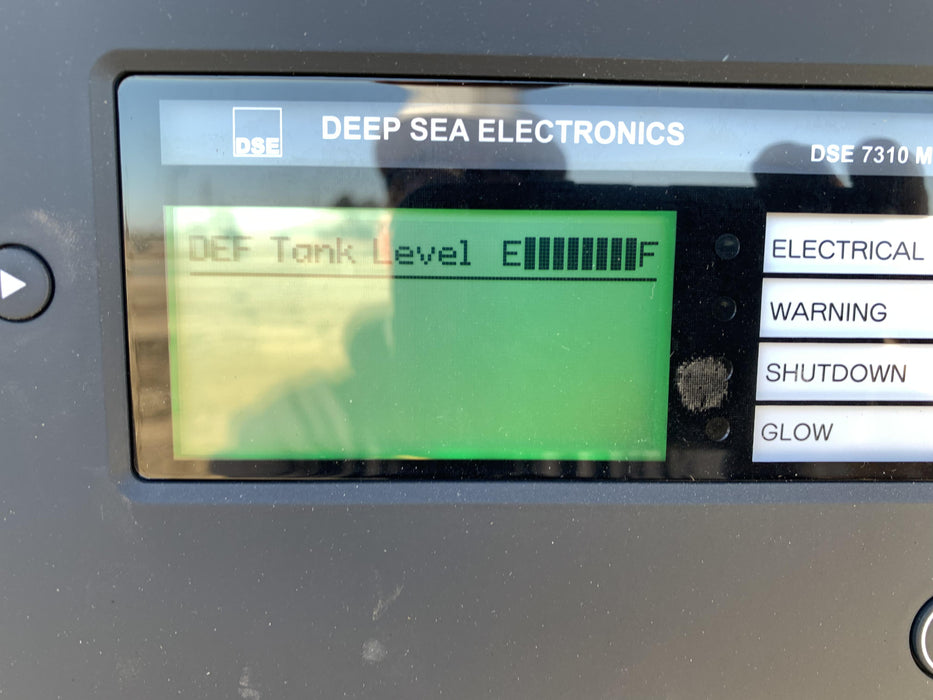 DSE
DEEP SEA ELECTRONICS
DSE 7310 M
DEF Tank Level E F
ELECTRICAL
WARNING
SHUTDOWN
GLOW